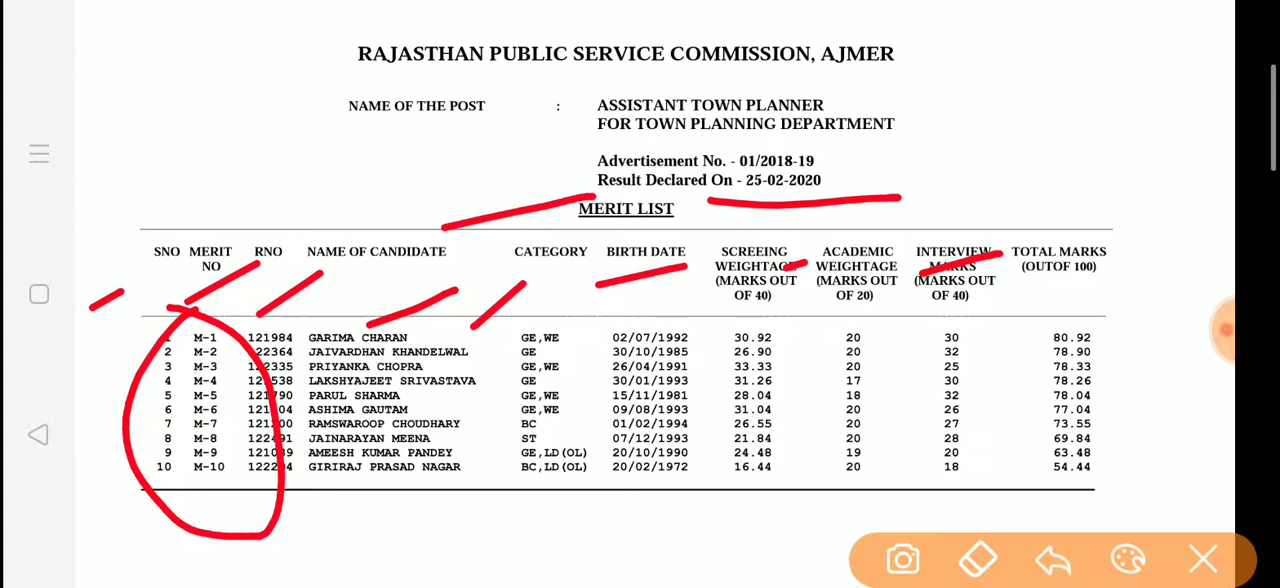 RAJASTHAN PUBLIC SERVICE COMMISSION, AJMER
NAME OF THE POST : ASSISTANT TOWN PLANNER
FOR TOWN PLANNING DEPARTMENT
Advertisement No. - 01/2018-19
Result Declared On - 25-02-2020
MERIT LIST
SNO MERIT NO RNO NAME OF CANDIDATE CATEGORY BIRTH DATE SCREEING WEIGHTAGE (MARKS OUT OF 40) ACADEMIC WEIGHTAGE (MARKS OUT OF 20) INTERVIEW MARKS (MARKS OUT OF 40) TOTAL MARKS (OUTOF 100)
1 M-1 121984 GARIMA CHARAN GE,WE 02/07/1992 30.92 20 30 80.92
2 M-2 122364 JAIVARDHAN KHANDELWAL GE 30/10/1985 26.90 20 32 78.90
3 M-3 122335 PRIYANKA CHOPRA GE,WE 26/04/1991 33.33 20 25 78.33
4 M-4 LAKSHYAJEET SRIVASTAVA GE 30/01/1993 31.26 17 30 78.26
5 M-5 PARUL SHARMA GE,WE 15/11/1981 28.04 18 32 78.04
6 M-6 ASHIMA GAUTAM GE,WE 09/08/1993 31.04 20 26 77.04
7 M-7 RAMSWAROOP CHOUDHARY BC 01/02/1994 26.55 20 27 73.55
8 M-8 JAINARAYAN MEENA ST 07/12/1993 21.84 20 28 69.84
9 M-9 AMEESH KUMAR PANDEY GE,LD(OL) 20/10/1990 24.48 19 20 63.48
10 M-10 GIRIRAJ PRASAD NAGAR BC,LD(OL) 20/02/1972 16.44 20 18 54.44